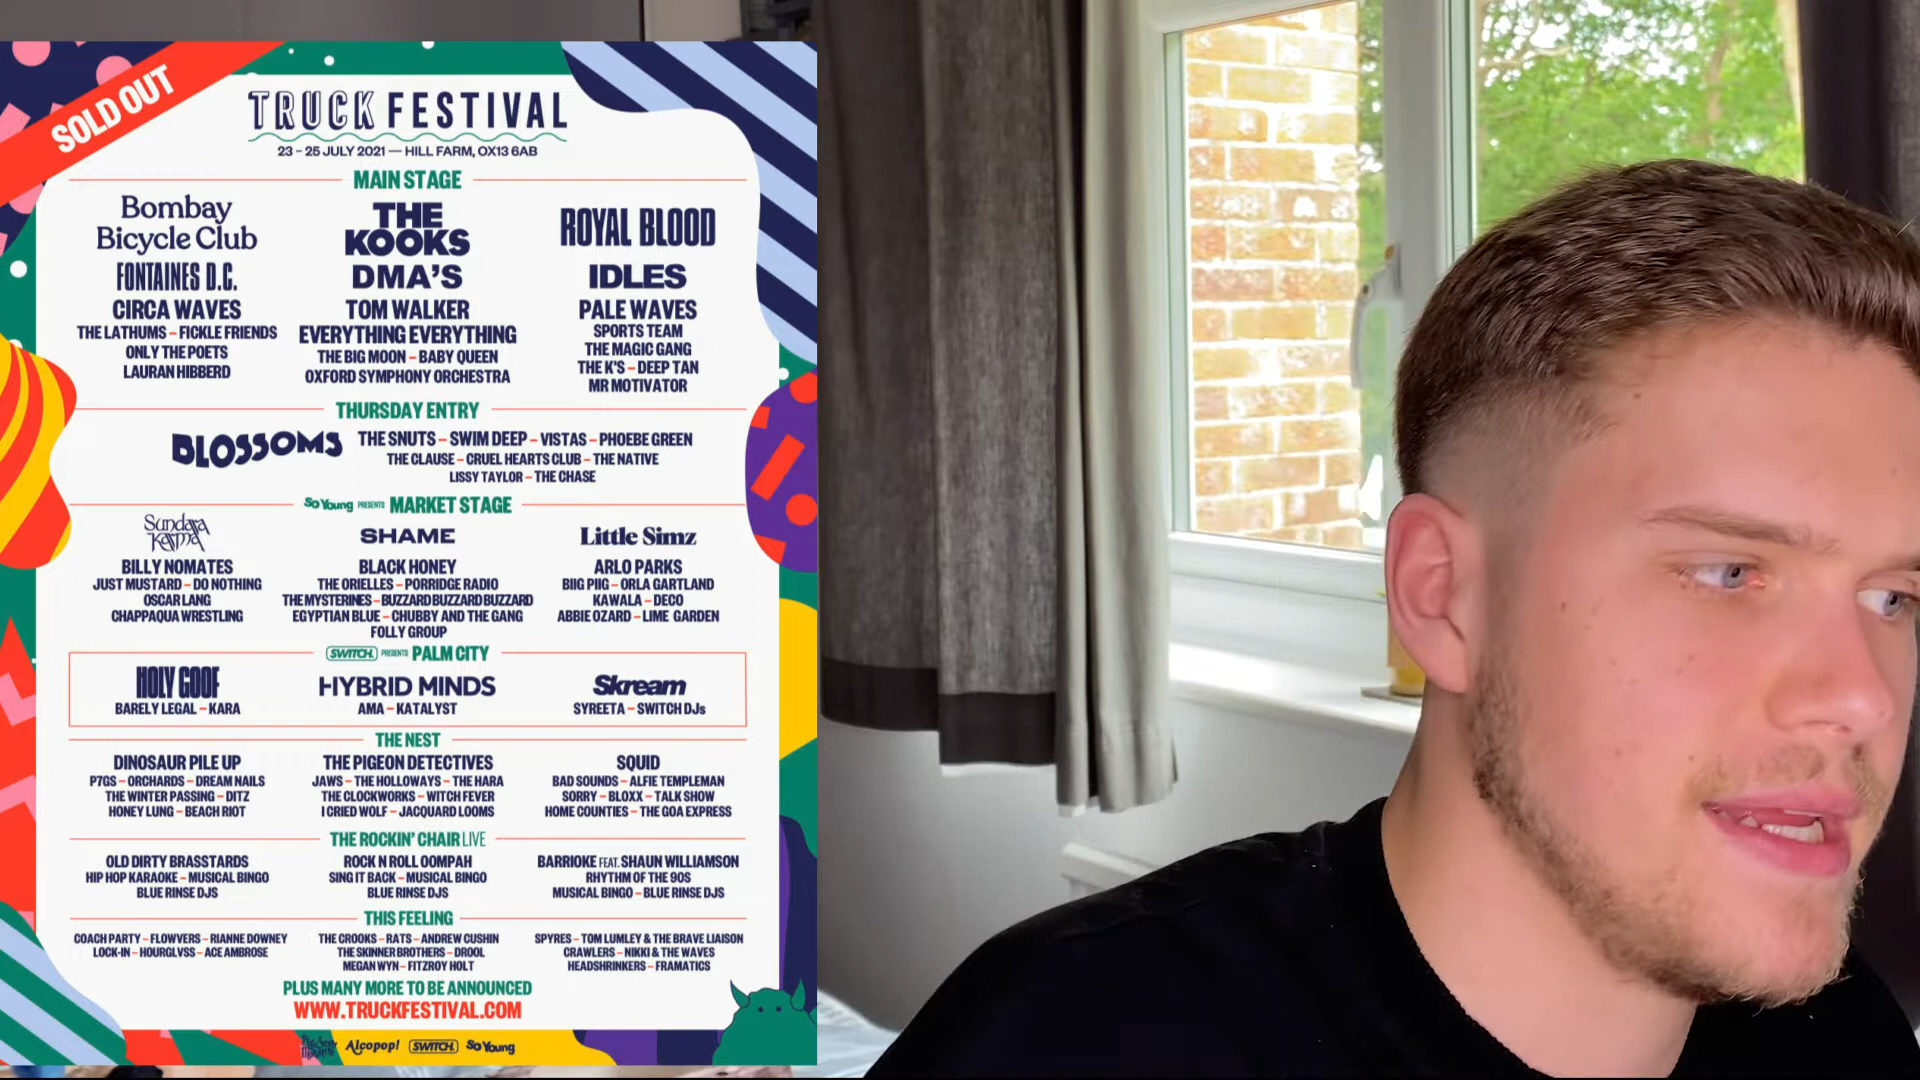 SOLD OUT
TRUCK FESTIVAL
23 – 25 JULY 2021 — HILL FARM, OX13 6AB
MAIN STAGE
Bombay
Bicycle Club
FONTAINES D.C.
CIRCA WAVES
THE LATHUMS – FICKLE FRIENDS
ONLY THE POETS
LAURAN HIBBERD
THE
KOOKS
DMA'S
TOM WALKER
EVERYTHING EVERYTHING
THE BIG MOON – BABY QUEEN
OXFORD SYMPHONY ORCHESTRA
ROYAL BLOOD
IDLES
PALE WAVES
SPORTS TEAM
THE MAGIC GANG
THE K'S – DEEP TAN
MR MOTIVATOR
THURSDAY ENTRY
BLOSSOMS
THE SNUTS – SWIM DEEP – VISTAS – PHOEBE GREEN
THE CLAUSE – CRUEL HEARTS CLUB – THE NATIVE
LISSY TAYLOR – THE CHASE
So Young PRESENTS MARKET STAGE
Sundara
Karma
BILLY NOMATES
JUST MUSTARD – DO NOTHING
OSCAR LANG
CHAPPAQUA WRESTLING
SHAME
BLACK HONEY
THE ORIELLES – PORRIDGE RADIO
THE MYSTERINES – BUZZARD BUZZARD BUZZARD
EGYPTIAN BLUE – CHUBBY AND THE GANG
FOLLY GROUP
Little Simz
ARLO PARKS
BIIG PIIG – ORLA GARTLAND
KAWALA – DECO
ABBIE OZARD – LIME GARDEN
SWITCH. PRESENTS PALM CITY
HOLY GOOF
BARELY LEGAL – KARA
HYBRID MINDS
AMA – KATALYST
Skream
SYREETA – SWITCH DJs
THE NEST
DINOSAUR PILE UP
P7GS – ORCHARDS – DREAM NAILS
THE WINTER PASSING – DITZ
HONEY LUNG – BEACH RIOT
THE PIGEON DETECTIVES
JAWS – THE HOLLOWAYS – THE HARA
THE CLOCKWORKS – WITCH FEVER
I CRIED WOLF – JACQUARD LOOMS
SQUID
BAD SOUNDS – ALFIE TEMPLEMAN
SORRY – BLOXX – TALK SHOW
HOME COUNTIES – THE GOA EXPRESS
THE ROCKIN' CHAIR LIVE
OLD DIRTY BRASSTARDS
HIP HOP KARAOKE – MUSICAL BINGO
BLUE RINSE DJS
ROCK N ROLL OOMPAH
SING IT BACK – MUSICAL BINGO
BLUE RINSE DJS
BARRIOKE FEAT. SHAUN WILLIAMSON
RHYTHM OF THE 90S
MUSICAL BINGO – BLUE RINSE DJS
THIS FEELING
COACH PARTY – FLOWVERS – RIANNE DOWNEY
LOCK-IN – HOURGLVSS – ACE AMBROSE
THE CROOKS – RATS – ANDREW CUSHIN
THE SKINNER BROTHERS – DROOL
MEGAN WYN – FITZROY HOLT
SPYRES – TOM LUMLEY & THE BRAVE LIAISON
CRAWLERS – NIKKI & THE WAVES
HEADSHRINKERS – FRAMATICS
PLUS MANY MORE TO BE ANNOUNCED
WWW.TRUCKFESTIVAL.COM
Alcopop! SWITCH. So Young